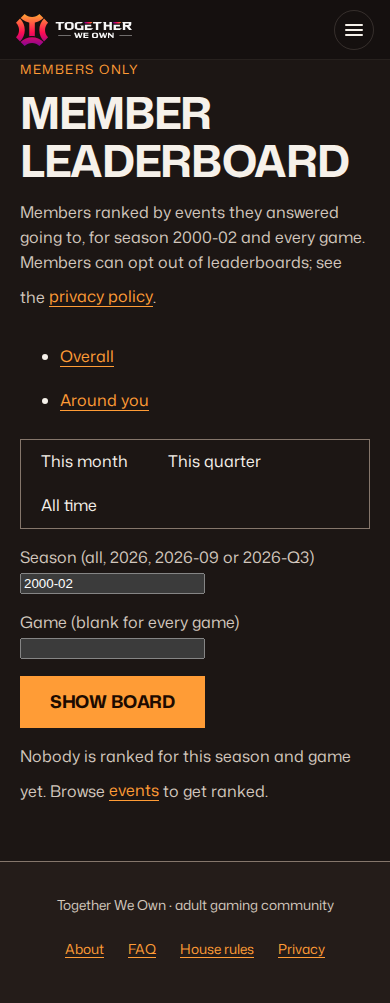 TOGETHER
WE OWN
MEMBERS ONLY
MEMBER
LEADERBOARD
Members ranked by events they answered
going to, for season 2000-02 and every game.
Members can opt out of leaderboards; see
the privacy policy.
Overall
Around you
This month This quarter
All time
Season (all, 2026, 2026-09 or 2026-Q3)
2000-02
Game (blank for every game)
SHOW BOARD
Nobody is ranked for this season and game
yet. Browse events to get ranked.
Together We Own · adult gaming community
About FAQ House rules Privacy